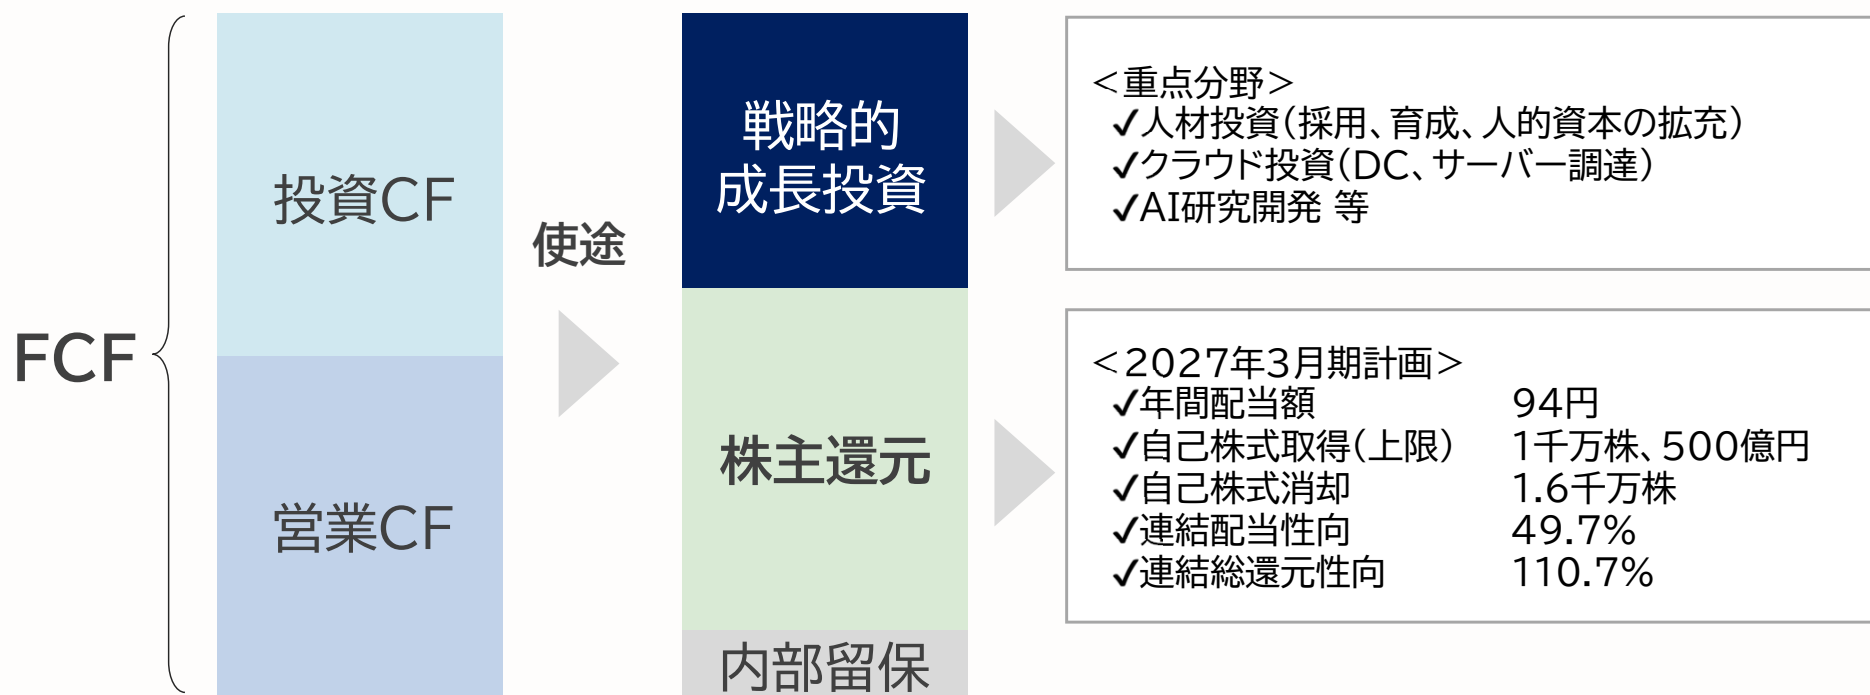 FCF
投資CF
営業CF
使途
戦略的
成長投資
株主還元
内部留保
＜重点分野＞
✓人材投資（採用、育成、人的資本の拡充）
✓クラウド投資（DC、サーバー調達）
✓AI研究開発 等
＜2027年3月期計画＞
✓年間配当額 94円
✓自己株式取得（上限） 1千万株、500億円
✓自己株式消却 1.6千万株
✓連結配当性向 49.7%
✓連結総還元性向 110.7%